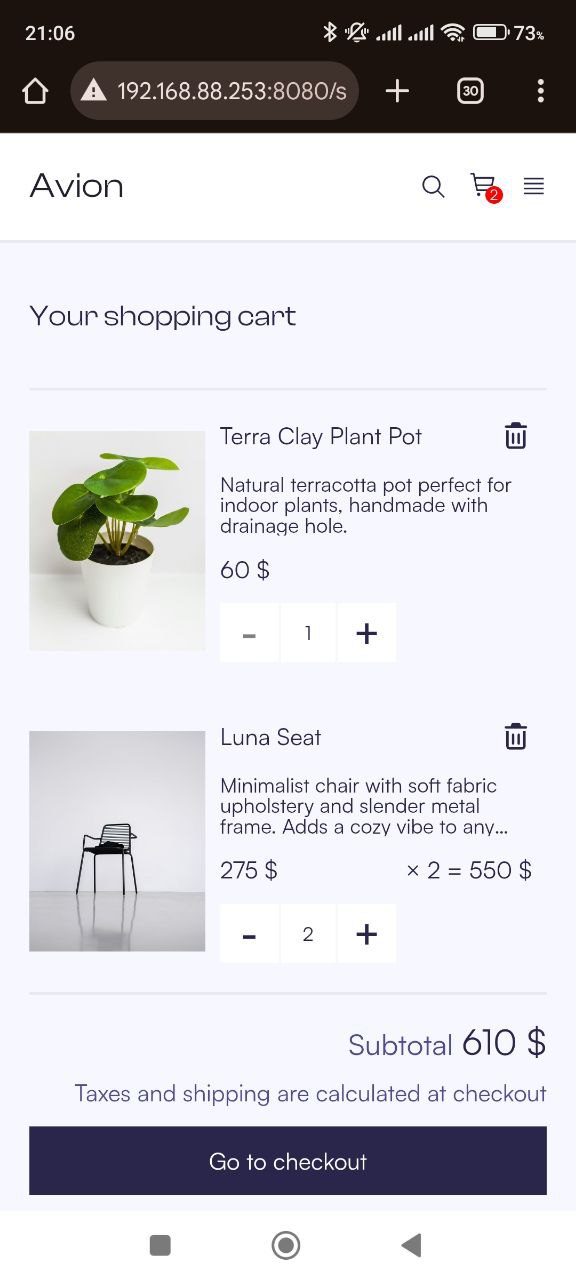 21:06
73%
192.168.88.253:8080/s
30
Avion
2
Your shopping cart
Terra Clay Plant Pot
Natural terracotta pot perfect for
indoor plants, handmade with
drainage hole.
60 $
- 1 +
Luna Seat
Minimalist chair with soft fabric
upholstery and slender metal
frame. Adds a cozy vibe to any...
275 $ × 2 = 550 $
- 2 +
Subtotal 610 $
Taxes and shipping are calculated at checkout
Go to checkout